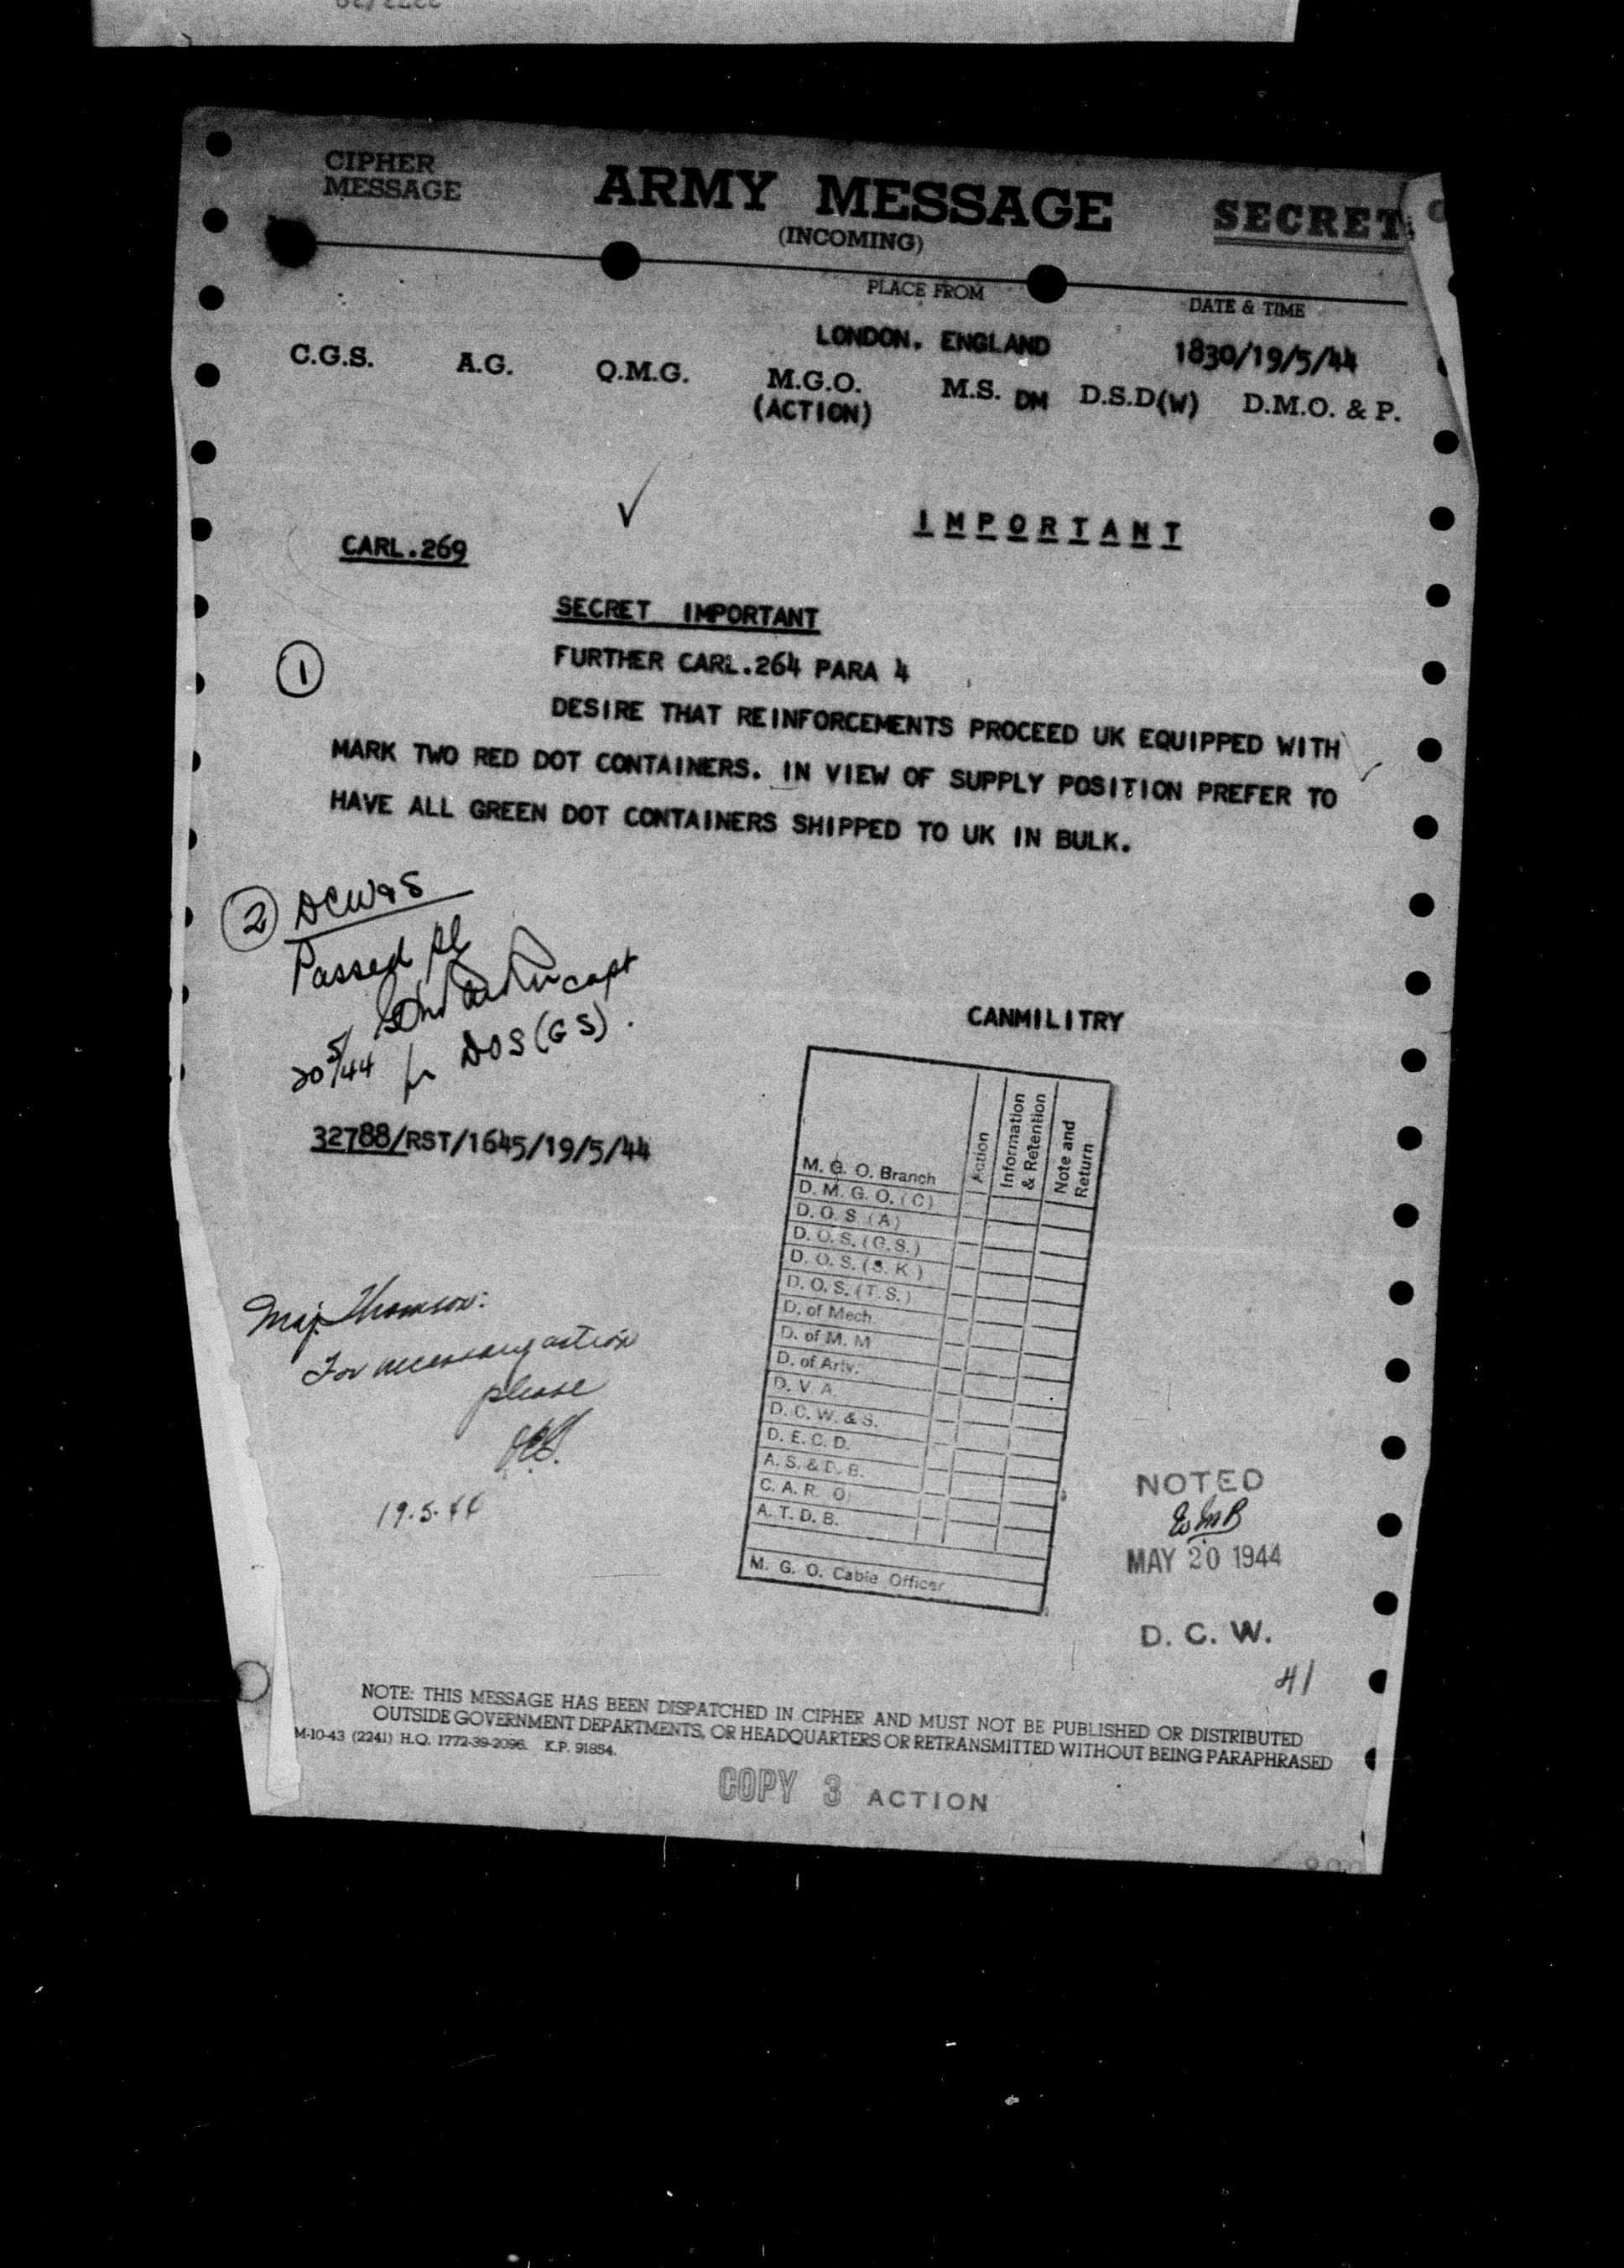 CIPHER
MESSAGE
ARMY MESSAGE
(INCOMING)
SECRET
PLACE FROM
DATE & TIME
LONDON. ENGLAND
1830/19/5/44
C.G.S. A.G. Q.M.G. M.G.O. M.S. DM D.S.D(W) D.M.O. & P.
(ACTION)
IMPORTANT
CARL.269
SECRET IMPORTANT
1
FURTHER CARL.264 PARA 4
DESIRE THAT REINFORCEMENTS PROCEED UK EQUIPPED WITH
MARK TWO RED DOT CONTAINERS. IN VIEW OF SUPPLY POSITION PREFER TO
HAVE ALL GREEN DOT CONTAINERS SHIPPED TO UK IN BULK.
2 DCW&S
Passed pl
capt
20 5/44 for DOS(GS).
CANMILITRY
32788/RST/1645/19/5/44
M. G. O. Branch
Action
Information
& Retention
Note and
Return
D. M. G. O. (C)
D. O. S (A)
D. O. S. (G. S.)
D. O. S. (S. K.)
D. O. S. (T. S.)
D. of Mech.
D. of M. M
D. of Arty.
D. V. A.
D. C. W. & S.
D. E. C. D.
A. S. & D. B.
C. A. R. O
A. T. D. B.
M. G. O. Cable Officer
Maj. Thomson:
For necessary action
please
19.5.44
NOTED
MAY 20 1944
D. C. W.
41
NOTE: THIS MESSAGE HAS BEEN DISPATCHED IN CIPHER AND MUST NOT BE PUBLISHED OR DISTRIBUTED
OUTSIDE GOVERNMENT DEPARTMENTS, OR HEADQUARTERS OR RETRANSMITTED WITHOUT BEING PARAPHRASED
M-10-43 (2241) H.Q. 1772-39-2096. K.P. 91854.
COPY 3 ACTION